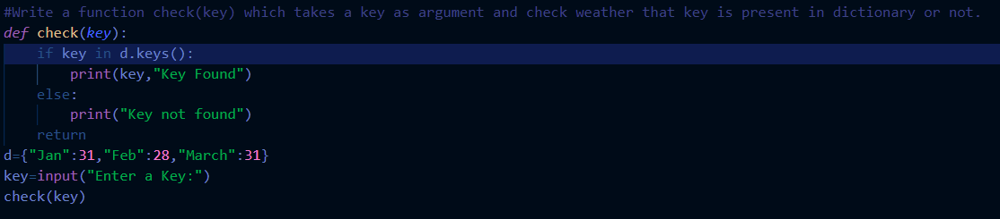 #Write a function check(key) which takes a key as argument and check weather that key is present in dictionary or not.
def check(key):
    if key in d.keys():
        print(key,"Key Found")
    else:
        print("Key not found")
    return
d={"Jan":31,"Feb":28,"March":31}
key=input("Enter a Key:")
check(key)